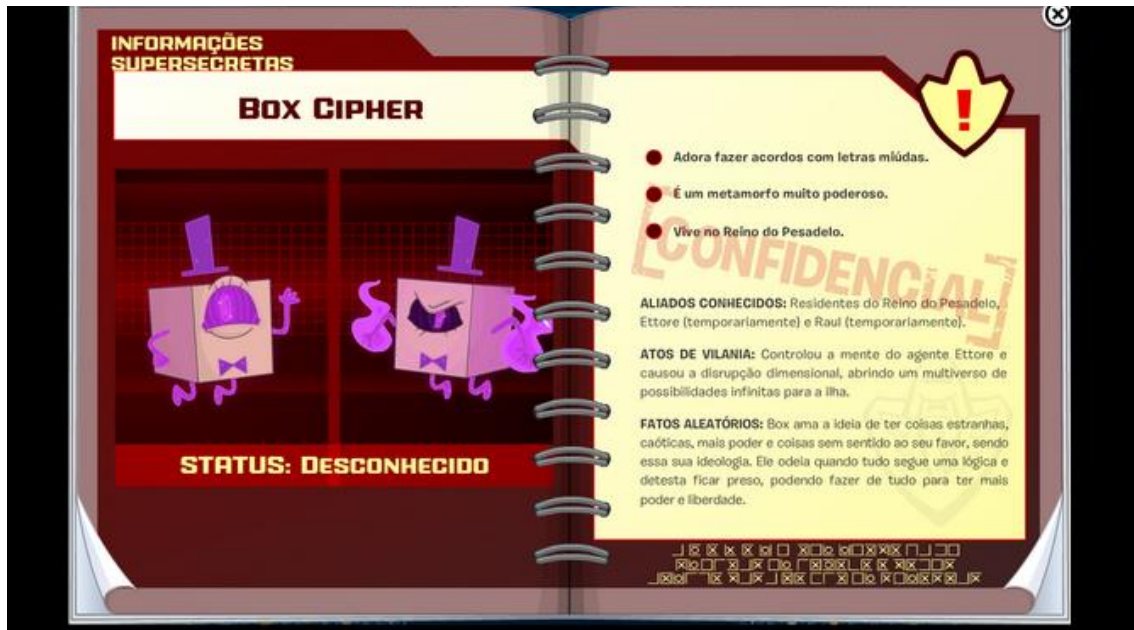 INFORMAÇÕES
SUPERSECRETAS
BOX CIPHER
STATUS: DESCONHECIDO
!
Adora fazer acordos com letras miúdas.
É um metamorfo muito poderoso.
Vive no Reino do Pesadelo.
CONFIDENCIAL
ALIADOS CONHECIDOS: Residentes do Reino do Pesadelo,
Ettore (temporariamente) e Raul (temporariamente).
ATOS DE VILANIA: Controlou a mente do agente Ettore e
causou a disrupção dimensional, abrindo um multiverso de
possibilidades infinitas para a ilha.
FATOS ALEATÓRIOS: Box ama a ideia de ter coisas estranhas,
caóticas, mais poder e coisas sem sentido ao seu favor, sendo
essa sua ideologia. Ele odeia quando tudo segue uma lógica e
detesta ficar preso, podendo fazer de tudo para ter mais
poder e liberdade.